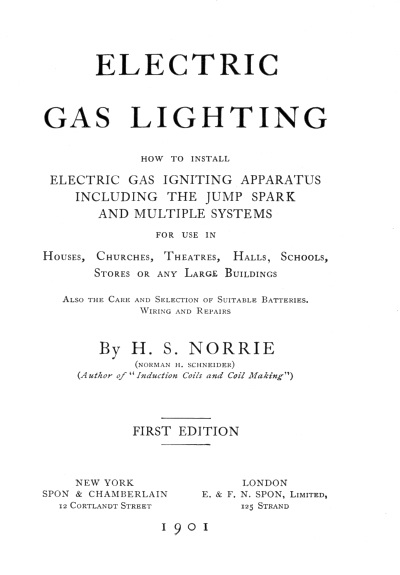 ELECTRIC
GAS LIGHTING
HOW TO INSTALL
ELECTRIC GAS IGNITING APPARATUS
INCLUDING THE JUMP SPARK
AND MULTIPLE SYSTEMS
FOR USE IN
HOUSES, CHURCHES, THEATRES, HALLS, SCHOOLS,
STORES OR ANY LARGE BUILDINGS
ALSO THE CARE AND SELECTION OF SUITABLE BATTERIES.
WIRING AND REPAIRS
By H. S. NORRIE
(NORMAN H. SCHNEIDER)
(Author of "Induction Coils and Coil Making")
FIRST EDITION
NEW YORK
SPON & CHAMBERLAIN
12 CORTLANDT STREET
LONDON
E. & F. N. SPON, LIMITED,
125 STRAND
1901